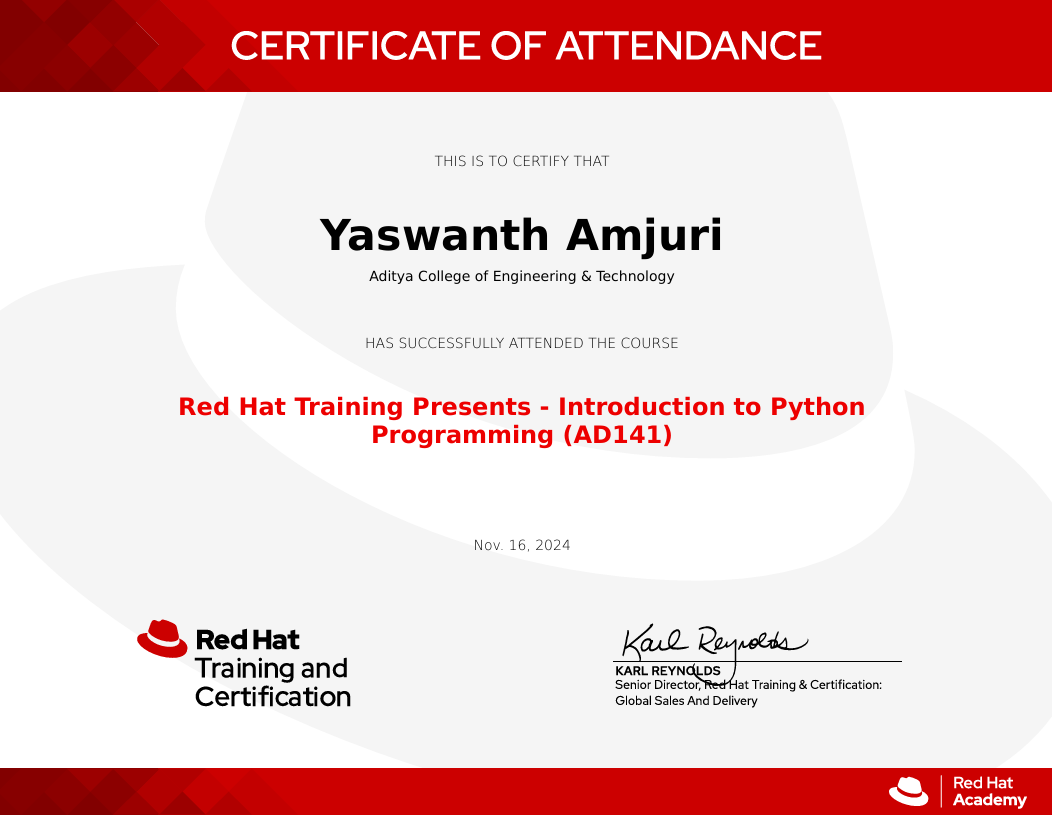 CERTIFICATE OF ATTENDANCE
THIS IS TO CERTIFY THAT
Yaswanth Amjuri
Aditya College of Engineering & Technology
HAS SUCCESSFULLY ATTENDED THE COURSE
Red Hat Training Presents - Introduction to Python
Programming (AD141)
Nov. 16, 2024
Red Hat
Training and
Certification
Karl Reynolds
KARL REYNOLDS
Senior Director, Red Hat Training & Certification:
Global Sales And Delivery
Red Hat
Academy